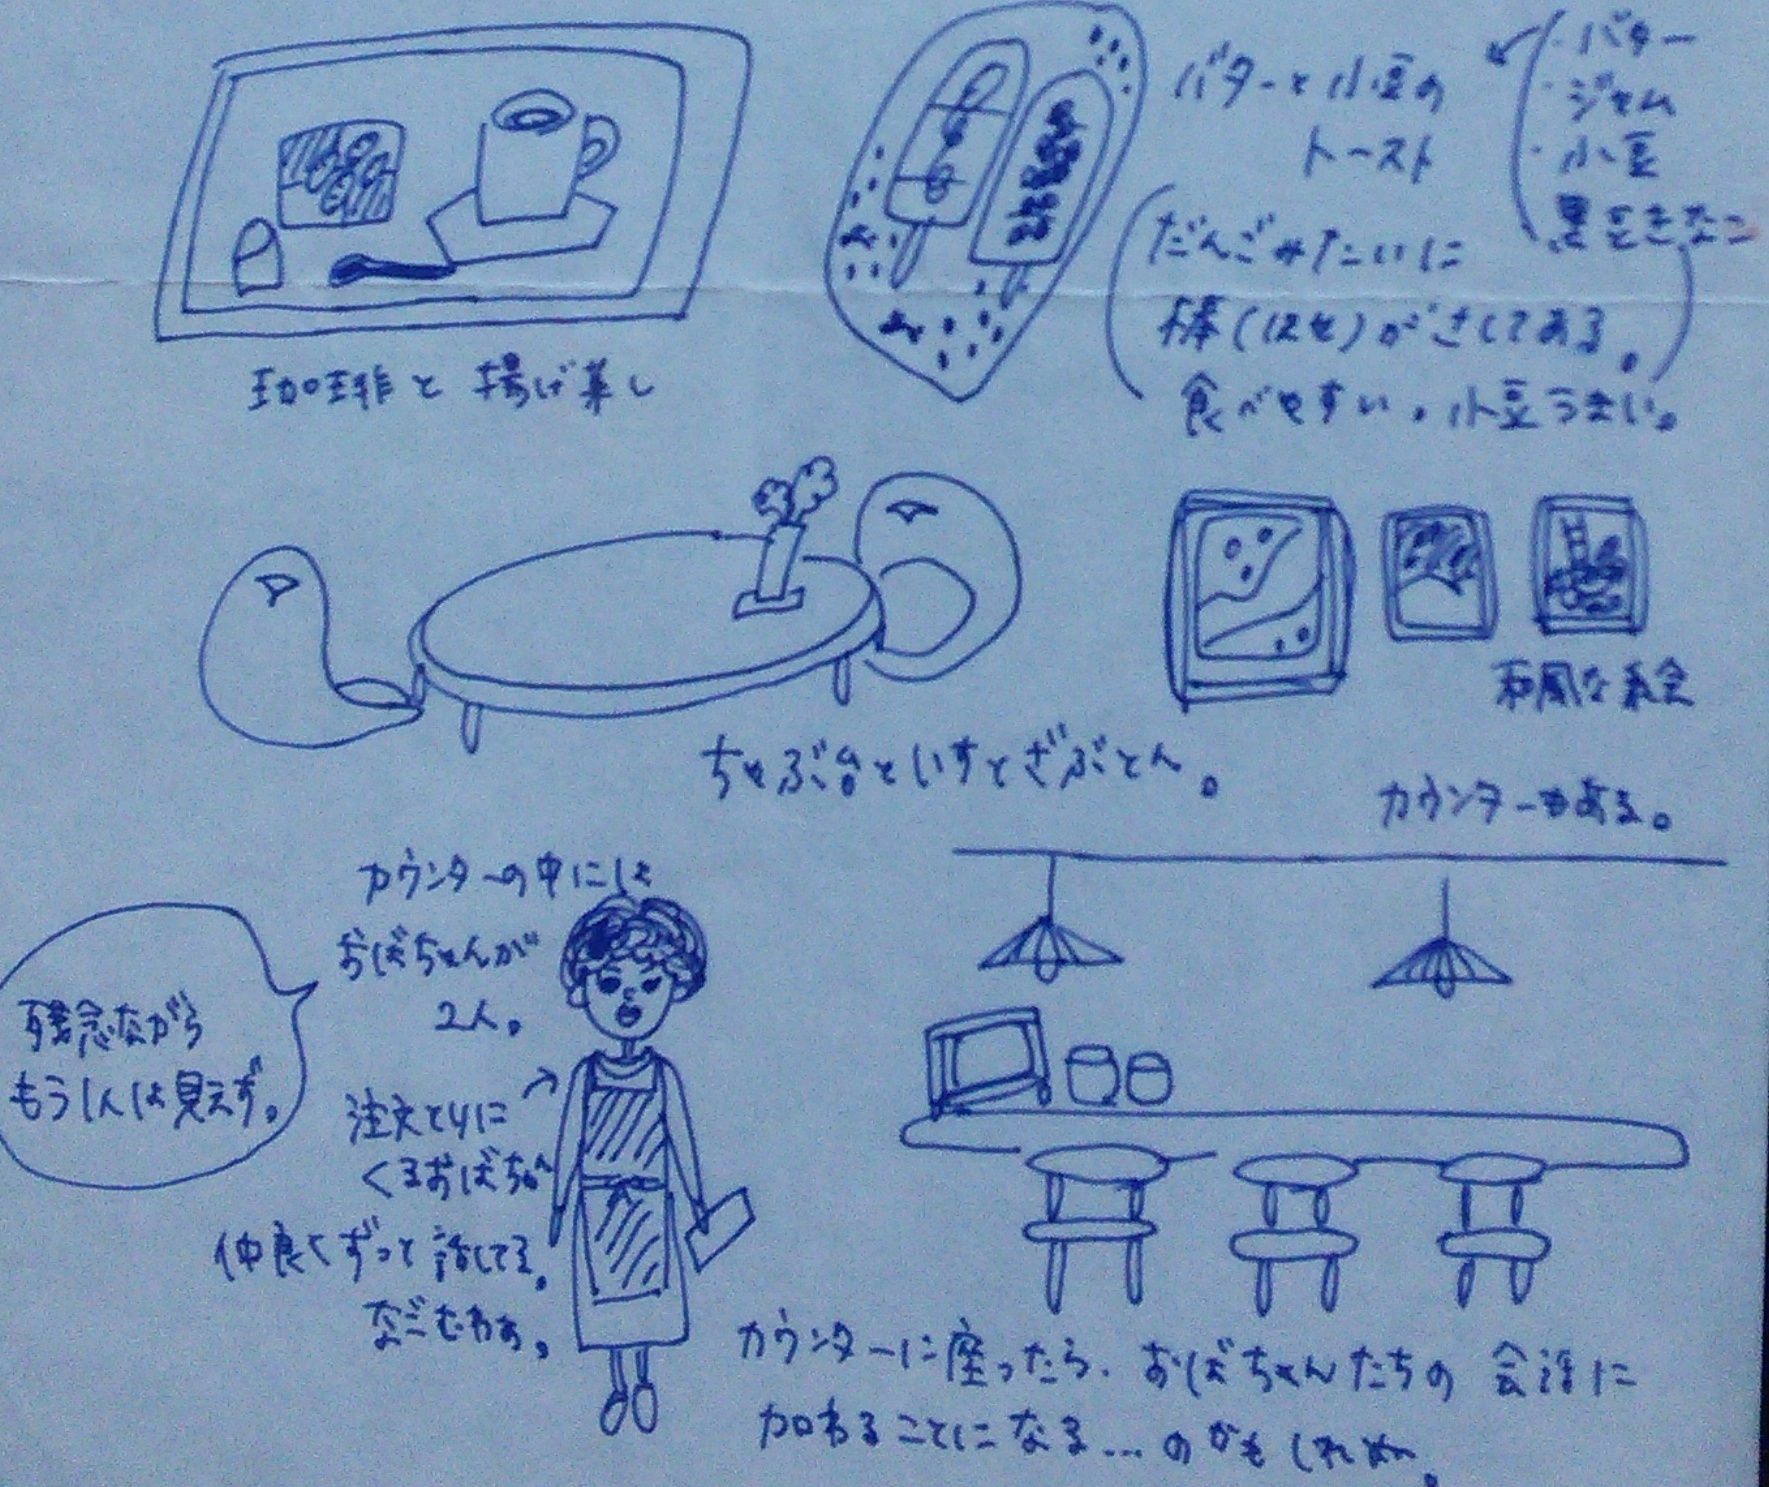 珈琲と揚げ菓し
バターと小豆の
トースト
・バター
・ジャム
・小豆
黒豆きなこ
だんごみたいに
棒(はし)がさしてある。
食べやすい。小豆うまい。
ちゃぶ台といすとざぶとん。
和風な絵
カウンターもある。
カウンターの中には
おばちゃんが
2人。
残念ながら
もう1人は見えず。
注文とりに
くるおばちゃん
仲良くずっと話してる。
なごむわぁ。
カウンターに座ったら、おばちゃんたちの会話に
加わることになる…のかもしれぬ。